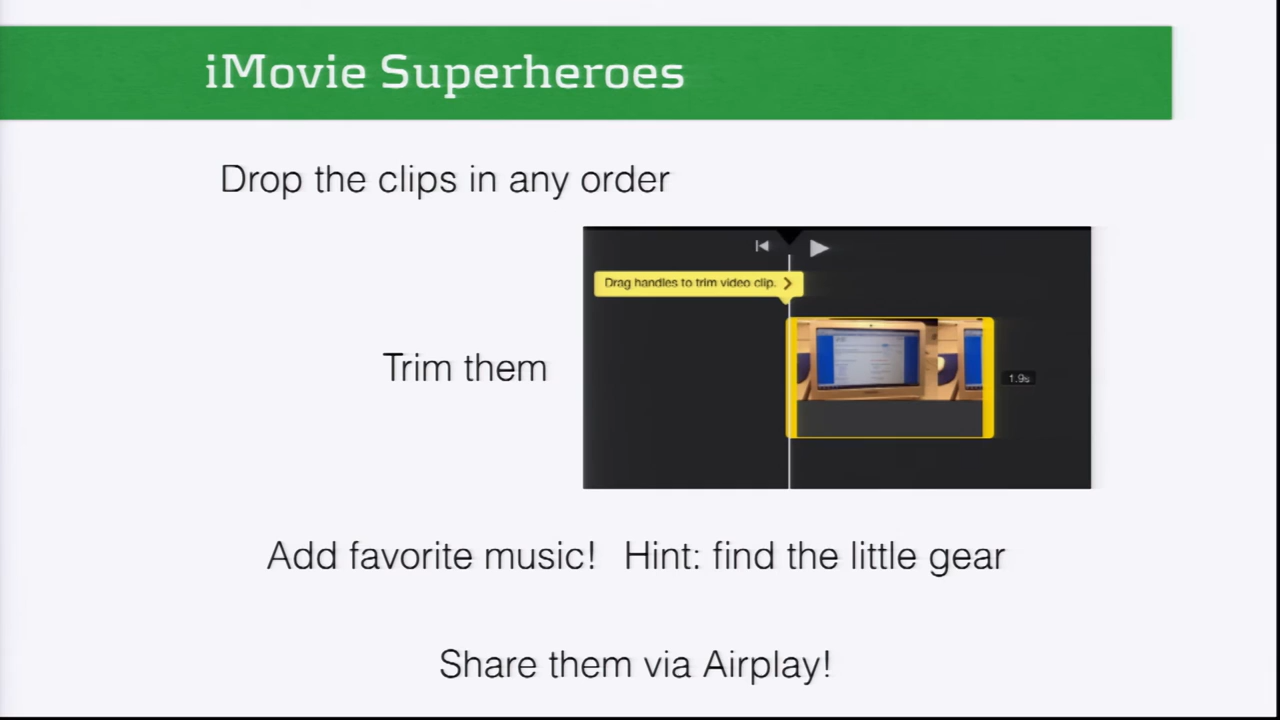 iMovie Superheroes
Drop the clips in any order
Drag handles to trim video clip.
Trim them
1.9s
Add favorite music! Hint: find the little gear
Share them via Airplay!